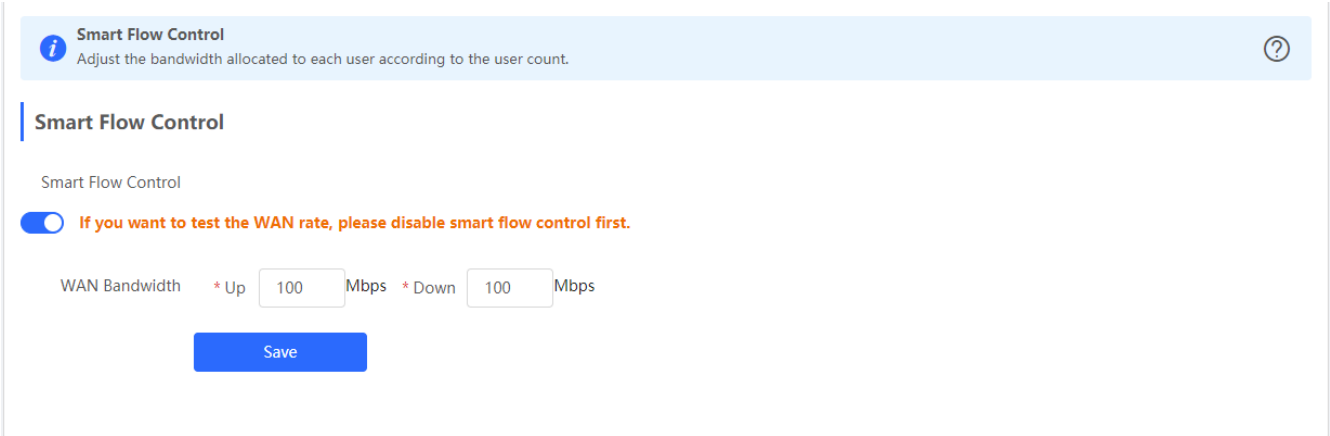 Smart Flow Control
Adjust the bandwidth allocated to each user according to the user count.
Smart Flow Control
Smart Flow Control
If you want to test the WAN rate, please disable smart flow control first.
WAN Bandwidth * Up 100 Mbps * Down 100 Mbps
Save